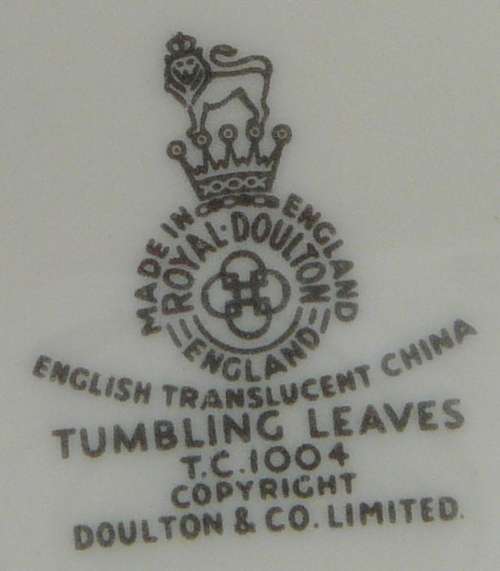 MADE IN ENGLAND
ROYAL·DOULTON
ENGLAND
ENGLISH TRANSLUCENT CHINA
TUMBLING LEAVES
T.C.1004
COPYRIGHT
DOULTON & CO. LIMITED.